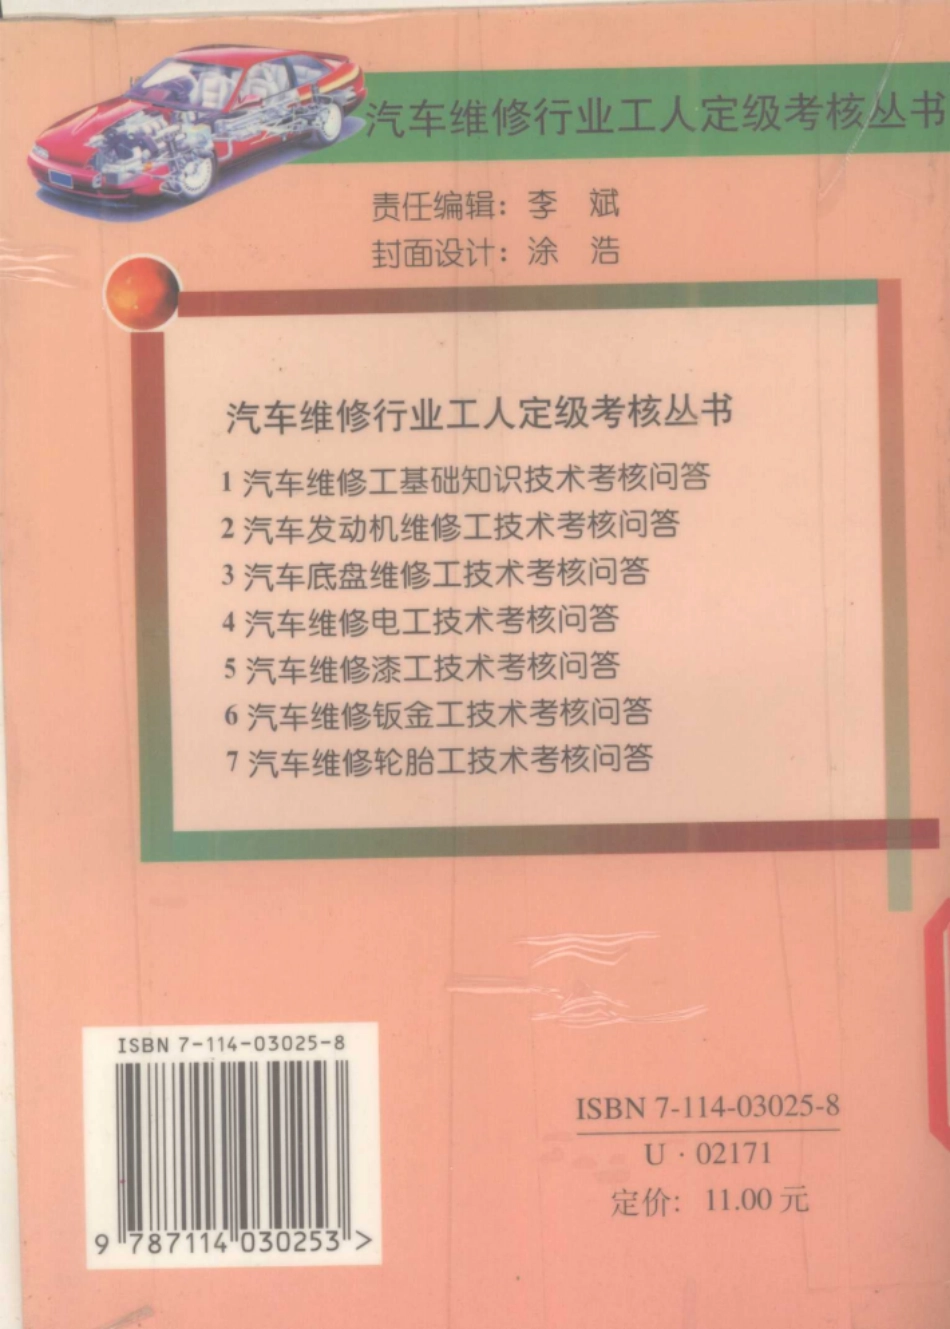 汽车维修行业工人定级考核丛书
责任编辑：李 斌
封面设计：涂 浩
汽车维修行业工人定级考核丛书
1 汽车维修工基础知识技术考核问答
2 汽车发动机维修工技术考核问答
3 汽车底盘维修工技术考核问答
4 汽车维修电工技术考核问答
5 汽车维修漆工技术考核问答
6 汽车维修钣金工技术考核问答
7 汽车维修轮胎工技术考核问答
ISBN 7-114-03025-8
9 787114 030253 >
ISBN 7-114-03025-8
U · 02171
定价： 11.00 元